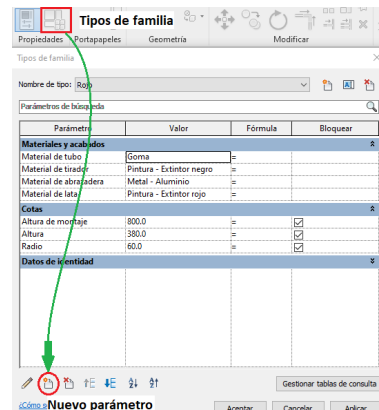 Tipos de familia
Propiedades Portapapeles Geometría Modificar
Tipos de familia
Nombre de tipo: Rojo
Parámetros de búsqueda
Parámetro Valor Fórmula Bloquear
Materiales y acabados
Material de tubo Goma =
Material de tirador Pintura - Extintor negro =
Material de abrazadera Metal - Aluminio =
Material de lata Pintura - Extintor rojo =
Cotas
Altura de montaje 800.0 =
Altura 380.0 =
Radio 60.0 =
Datos de identidad
Gestionar tablas de consulta
¿Cómo Nuevo parámetro
Aceptar Cancelar Aplicar